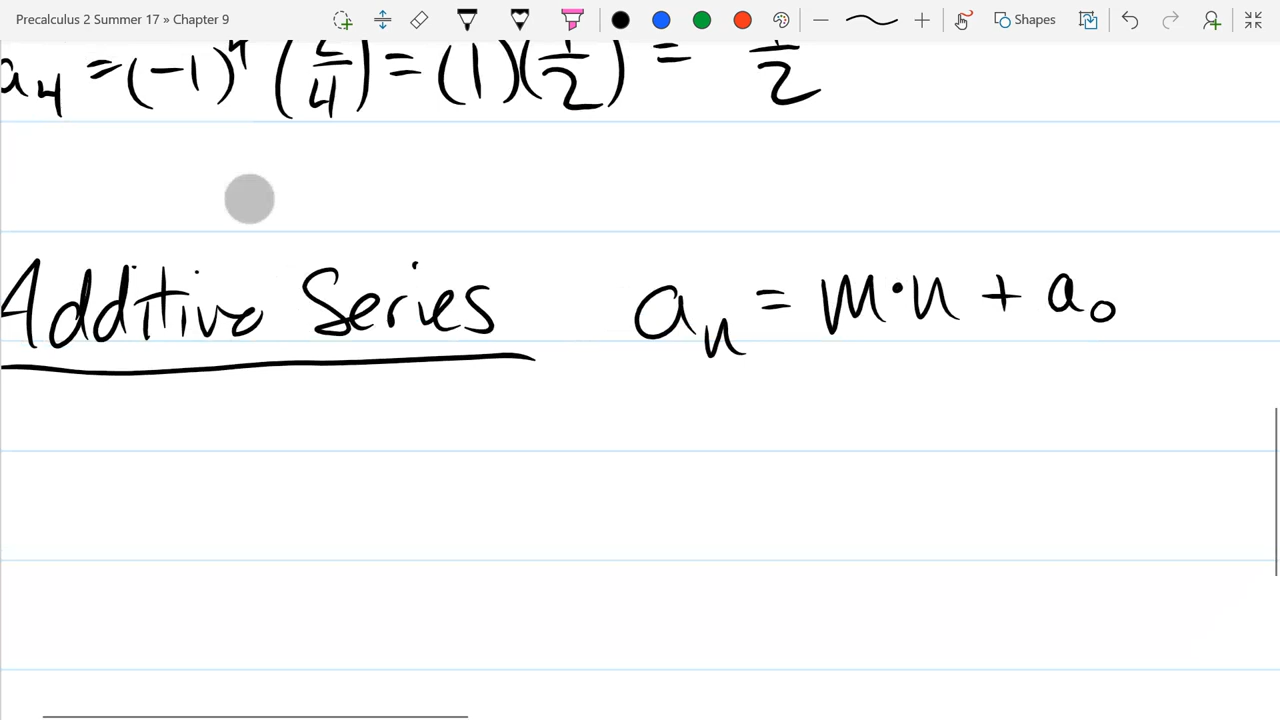 Precalculus 2 Summer 17 » Chapter 9
Shapes
a₄ = (-1)⁴ (2/4) = (1)(1/2) = 1/2
Additive Series aₙ = m·n + a₀